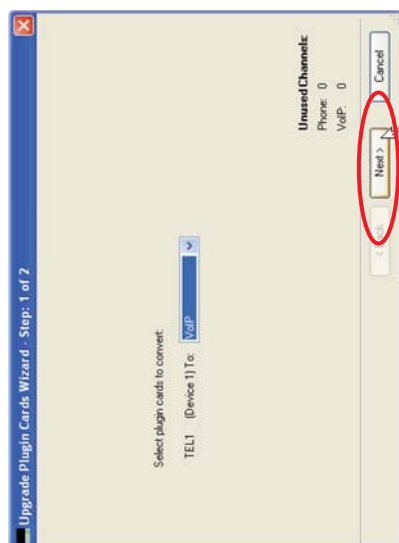 Upgrade Plugin Cards Wizard - Step: 1 of 2
Select plugin cards to convert:
TEL1 (Device 1) To: VoIP
Unused Channels:
Phone: 0
VoIP: 0
< Back Next > Cancel